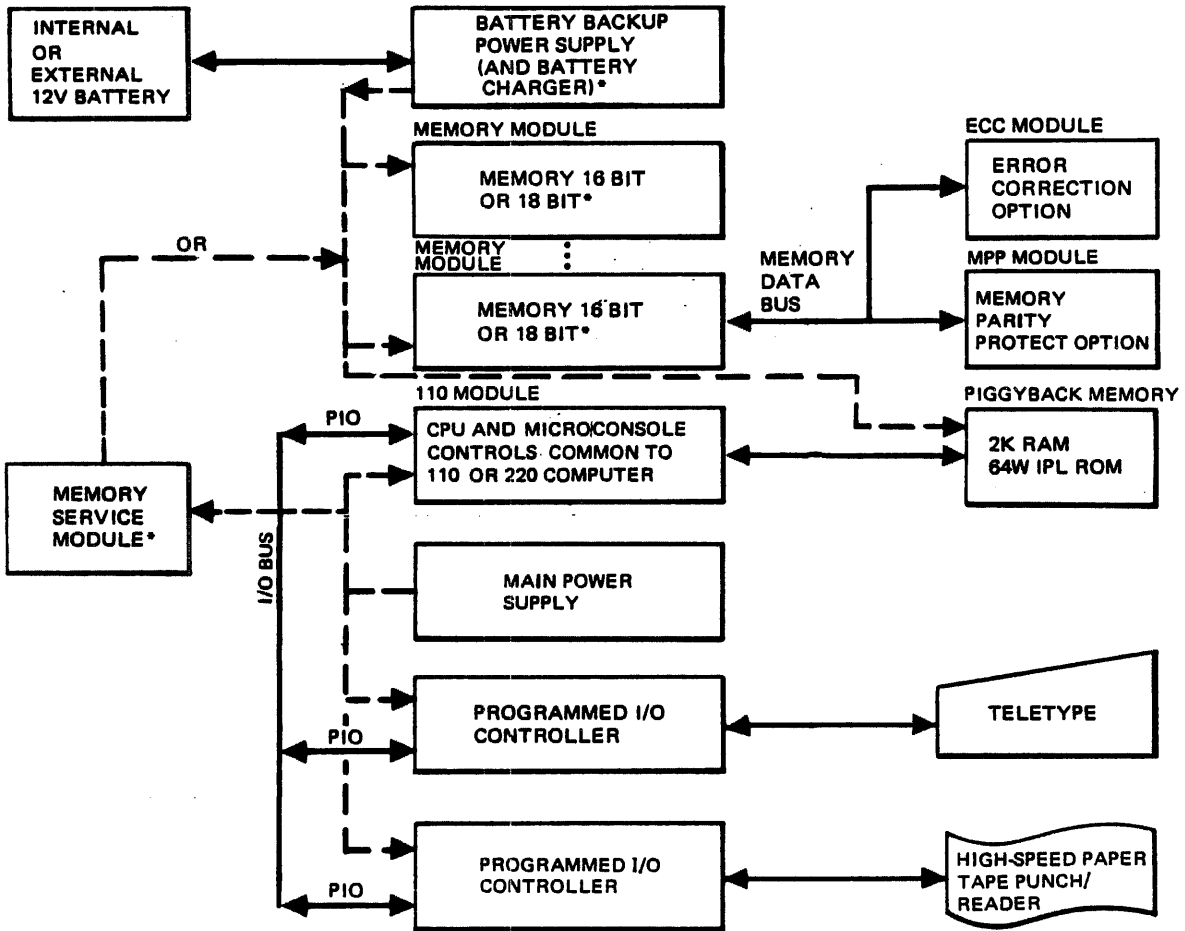 INTERNAL
OR
EXTERNAL
12V BATTERY
BATTERY BACKUP
POWER SUPPLY
(AND BATTERY
CHARGER)*
MEMORY MODULE
MEMORY 16 BIT
OR 18 BIT*
ECC MODULE
ERROR
CORRECTION
OPTION
OR
MEMORY
MODULE
MEMORY 16 BIT
OR 18 BIT*
MEMORY
DATA
BUS
MPP MODULE
MEMORY
PARITY
PROTECT OPTION
110 MODULE
PIO
CPU AND MICROCONSOLE
CONTROLS COMMON TO
110 OR 220 COMPUTER
PIGGYBACK MEMORY
2K RAM
64W IPL ROM
MEMORY
SERVICE
MODULE*
I/O BUS
MAIN POWER
SUPPLY
PROGRAMMED I/O
CONTROLLER
PIO
TELETYPE
PROGRAMMED I/O
CONTROLLER
PIO
HIGH-SPEED PAPER
TAPE PUNCH/
READER